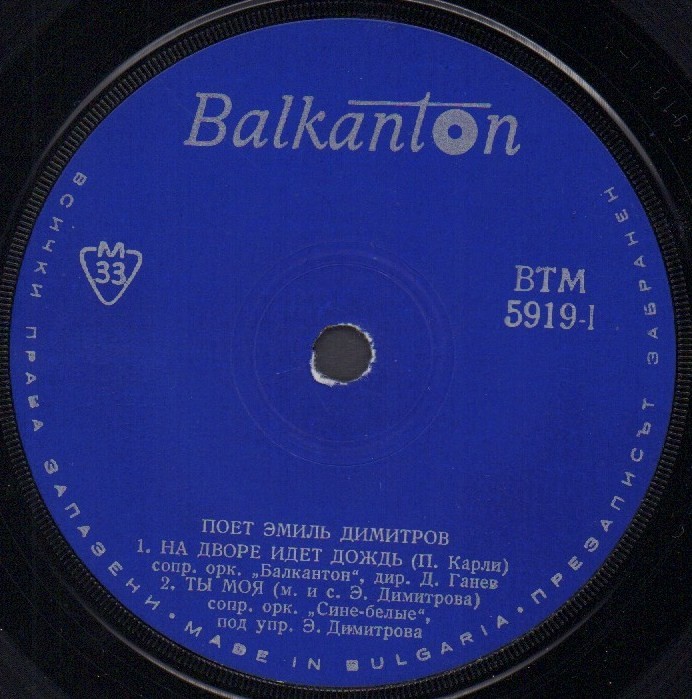 Balkanton
M
33
ВТМ
5919-I
ПОЕТ ЭМИЛЬ ДИМИТРОВ
1. НА ДВОРЕ ИДЕТ ДОЖДЬ (П. Карли)
сопр. орк. „Балкантон“, дир. Д. Ганев
2. ТЫ МОЯ (м. и с. Э. Димитрова)
сопр. орк. „Сине-белые“,
под упр. Э. Димитрова
ВСИЧКИ ПРАВА ЗАПАЗЕНИ • MADE IN BULGARIA • ПРЕЗАПИСЪТ ЗАБРАНЕН